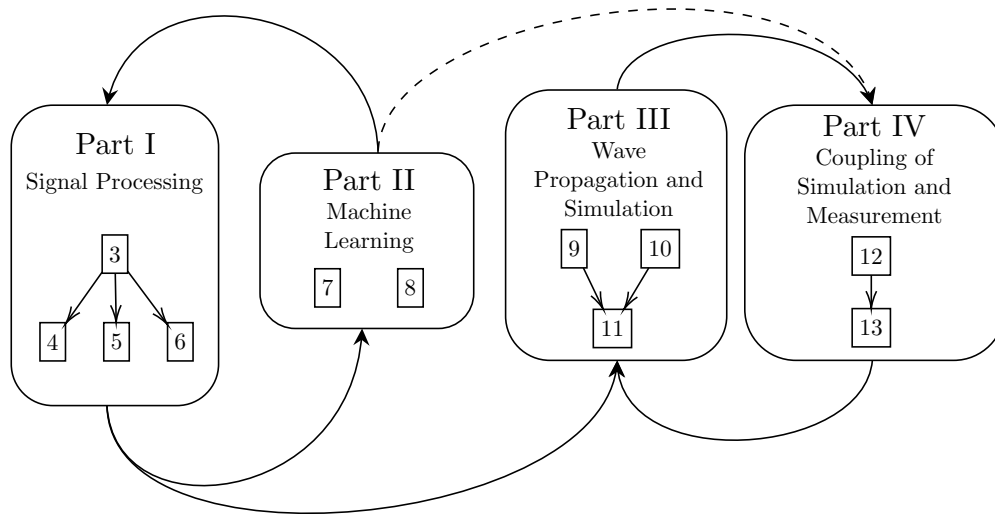 Part I
Signal Processing
3
4
5
6
Part II
Machine
Learning
7
8
Part III
Wave
Propagation and
Simulation
9
10
11
Part IV
Coupling of
Simulation and
Measurement
12
13